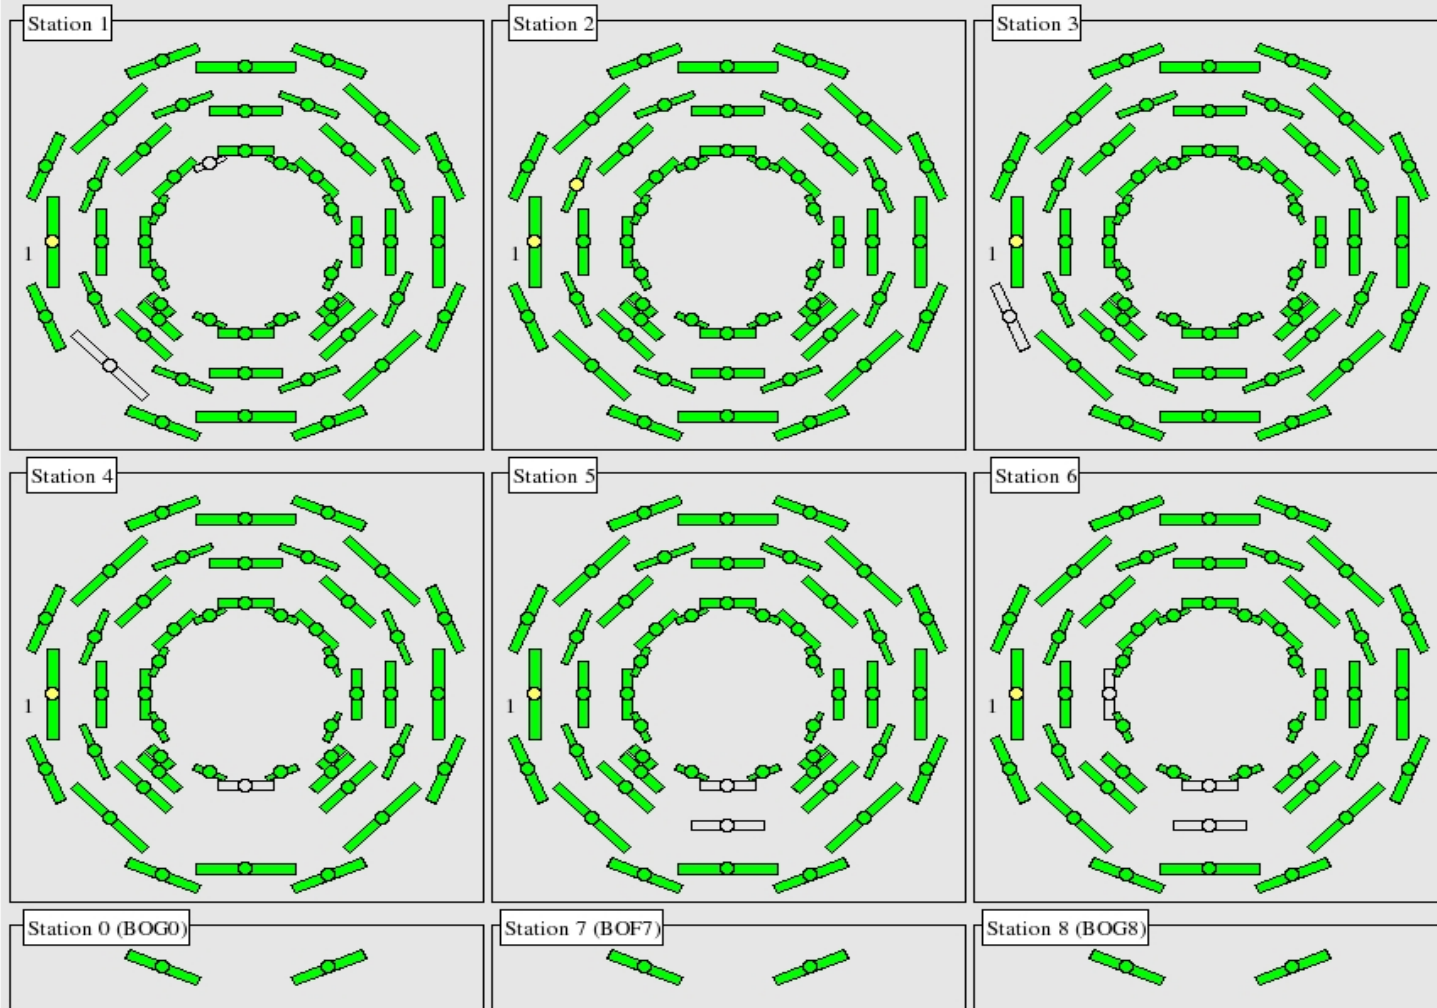 Station 1
Station 2
Station 3
1
1
1
Station 4
Station 5
Station 6
1
1
1
Station 0 (BOG0)
Station 7 (BOF7)
Station 8 (BOG8)